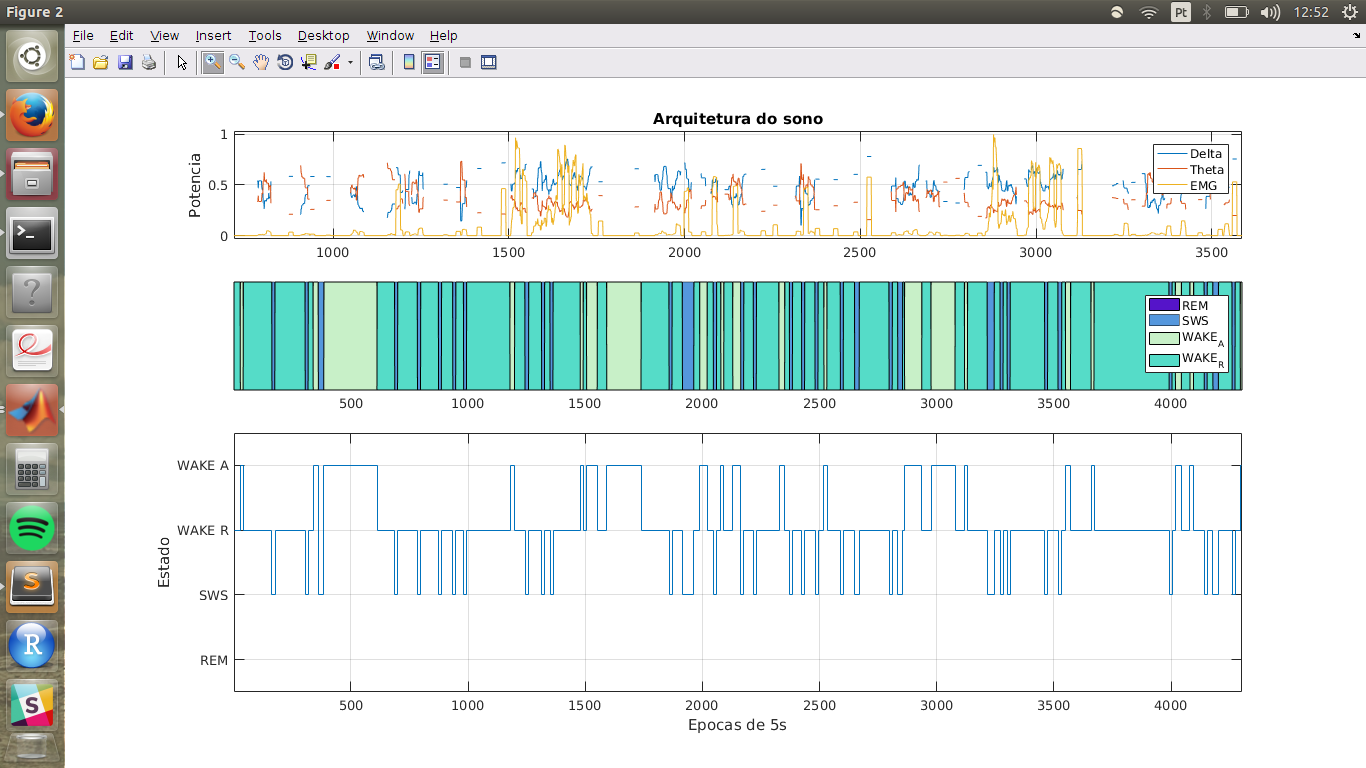 Figure 2
Pt
12:52
File Edit View Insert Tools Desktop Window Help
Arquitetura do sono
Potencia
1
0.5
0
Delta
Theta
EMG
1000 1500 2000 2500 3000 3500
REM
SWS
WAKE A
WAKE R
500 1000 1500 2000 2500 3000 3500 4000
Estado
WAKE A
WAKE R
SWS
REM
500 1000 1500 2000 2500 3000 3500 4000
Epocas de 5s
>_
?
S
R
S